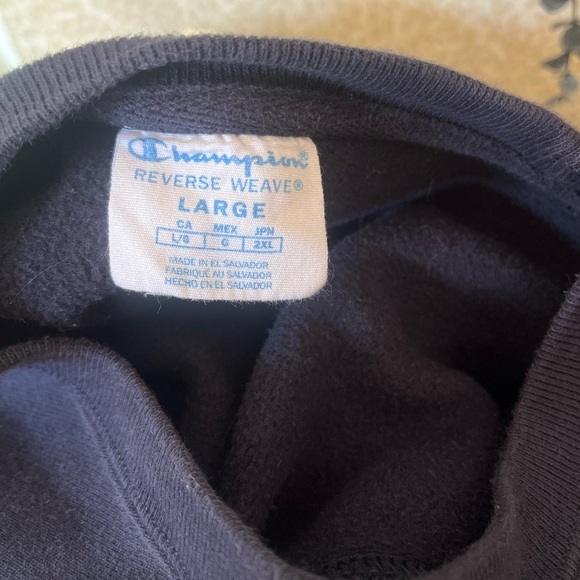 Champion®
REVERSE WEAVE®
LARGE
CA MEX JPN
L/G G 2XL
MADE IN EL SALVADOR
FABRIQUÉ AU SALVADOR
HECHO EN EL SALVADOR